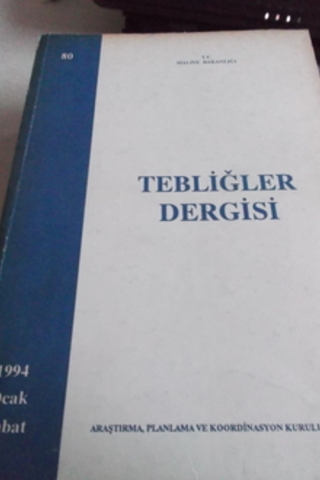 80
T.C.
MALİYE BAKANLIĞI
TEBLİĞLER
DERGİSİ
1994
Ocak
ubat
ARAŞTIRMA, PLANLAMA VE KOORDİNASYON KURULU